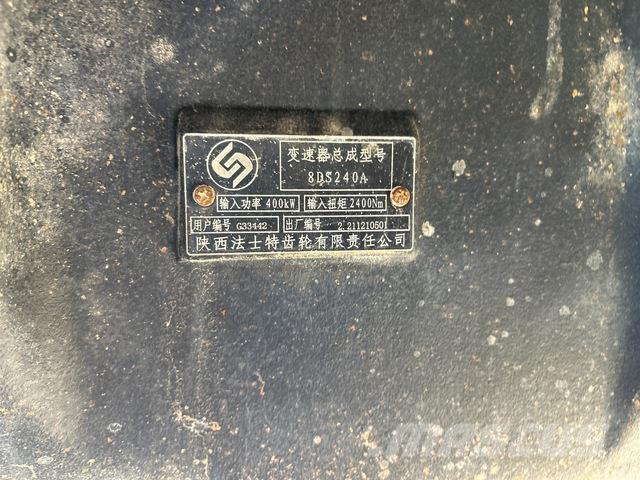 变速器总成型号
8DS240A
输入功率 400kW 输入扭矩 2400Nm
用户编号 G33442 出厂编号 2.211210501
陕西法士特齿轮有限责任公司
MASCUS